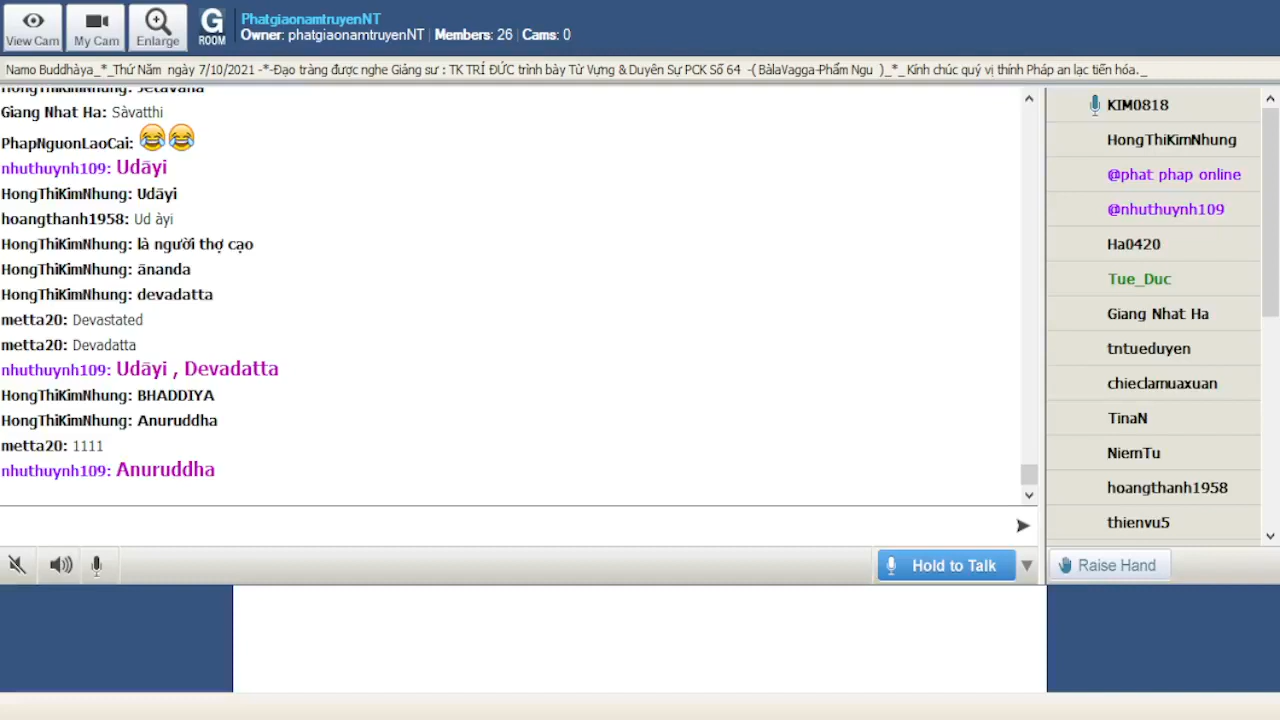 View Cam
My Cam
Enlarge
G
ROOM
PhatgiaonamtruyenNT
Owner: phatgiaonamtruyenNT | Members: 26 | Cams: 0
Namo Buddhàya_*_Thứ Năm ngày 7/10/2021 -*-Đạo tràng được nghe Giảng sư : TK TRÍ ĐỨC trình bày Từ Vựng & Duyên Sự PCK Số 64 -( BàlaVagga-Phẩm Ngu )_*_ Kính chúc quý vị thính Pháp an lạc tiến hóa._
HongThiKimNhung: Jetavana
Giang Nhat Ha: Sàvatthi
PhapNguonLaoCai: 😂😂
nhuthuynh109: Udāyi
HongThiKimNhung: Udāyi
hoangthanh1958: Ud àyi
HongThiKimNhung: là người thợ cạo
HongThiKimNhung: ānanda
HongThiKimNhung: devadatta
metta20: Devastated
metta20: Devadatta
nhuthuynh109: Udāyi , Devadatta
HongThiKimNhung: BHADDIYA
HongThiKimNhung: Anuruddha
metta20: 1111
nhuthuynh109: Anuruddha
KIM0818
HongThiKimNhung
@phat phap online
@nhuthuynh109
Ha0420
Tue_Duc
Giang Nhat Ha
tntueduyen
chieclamuaxuan
TinaN
NiemTu
hoangthanh1958
thienvu5
Hold to Talk
Raise Hand